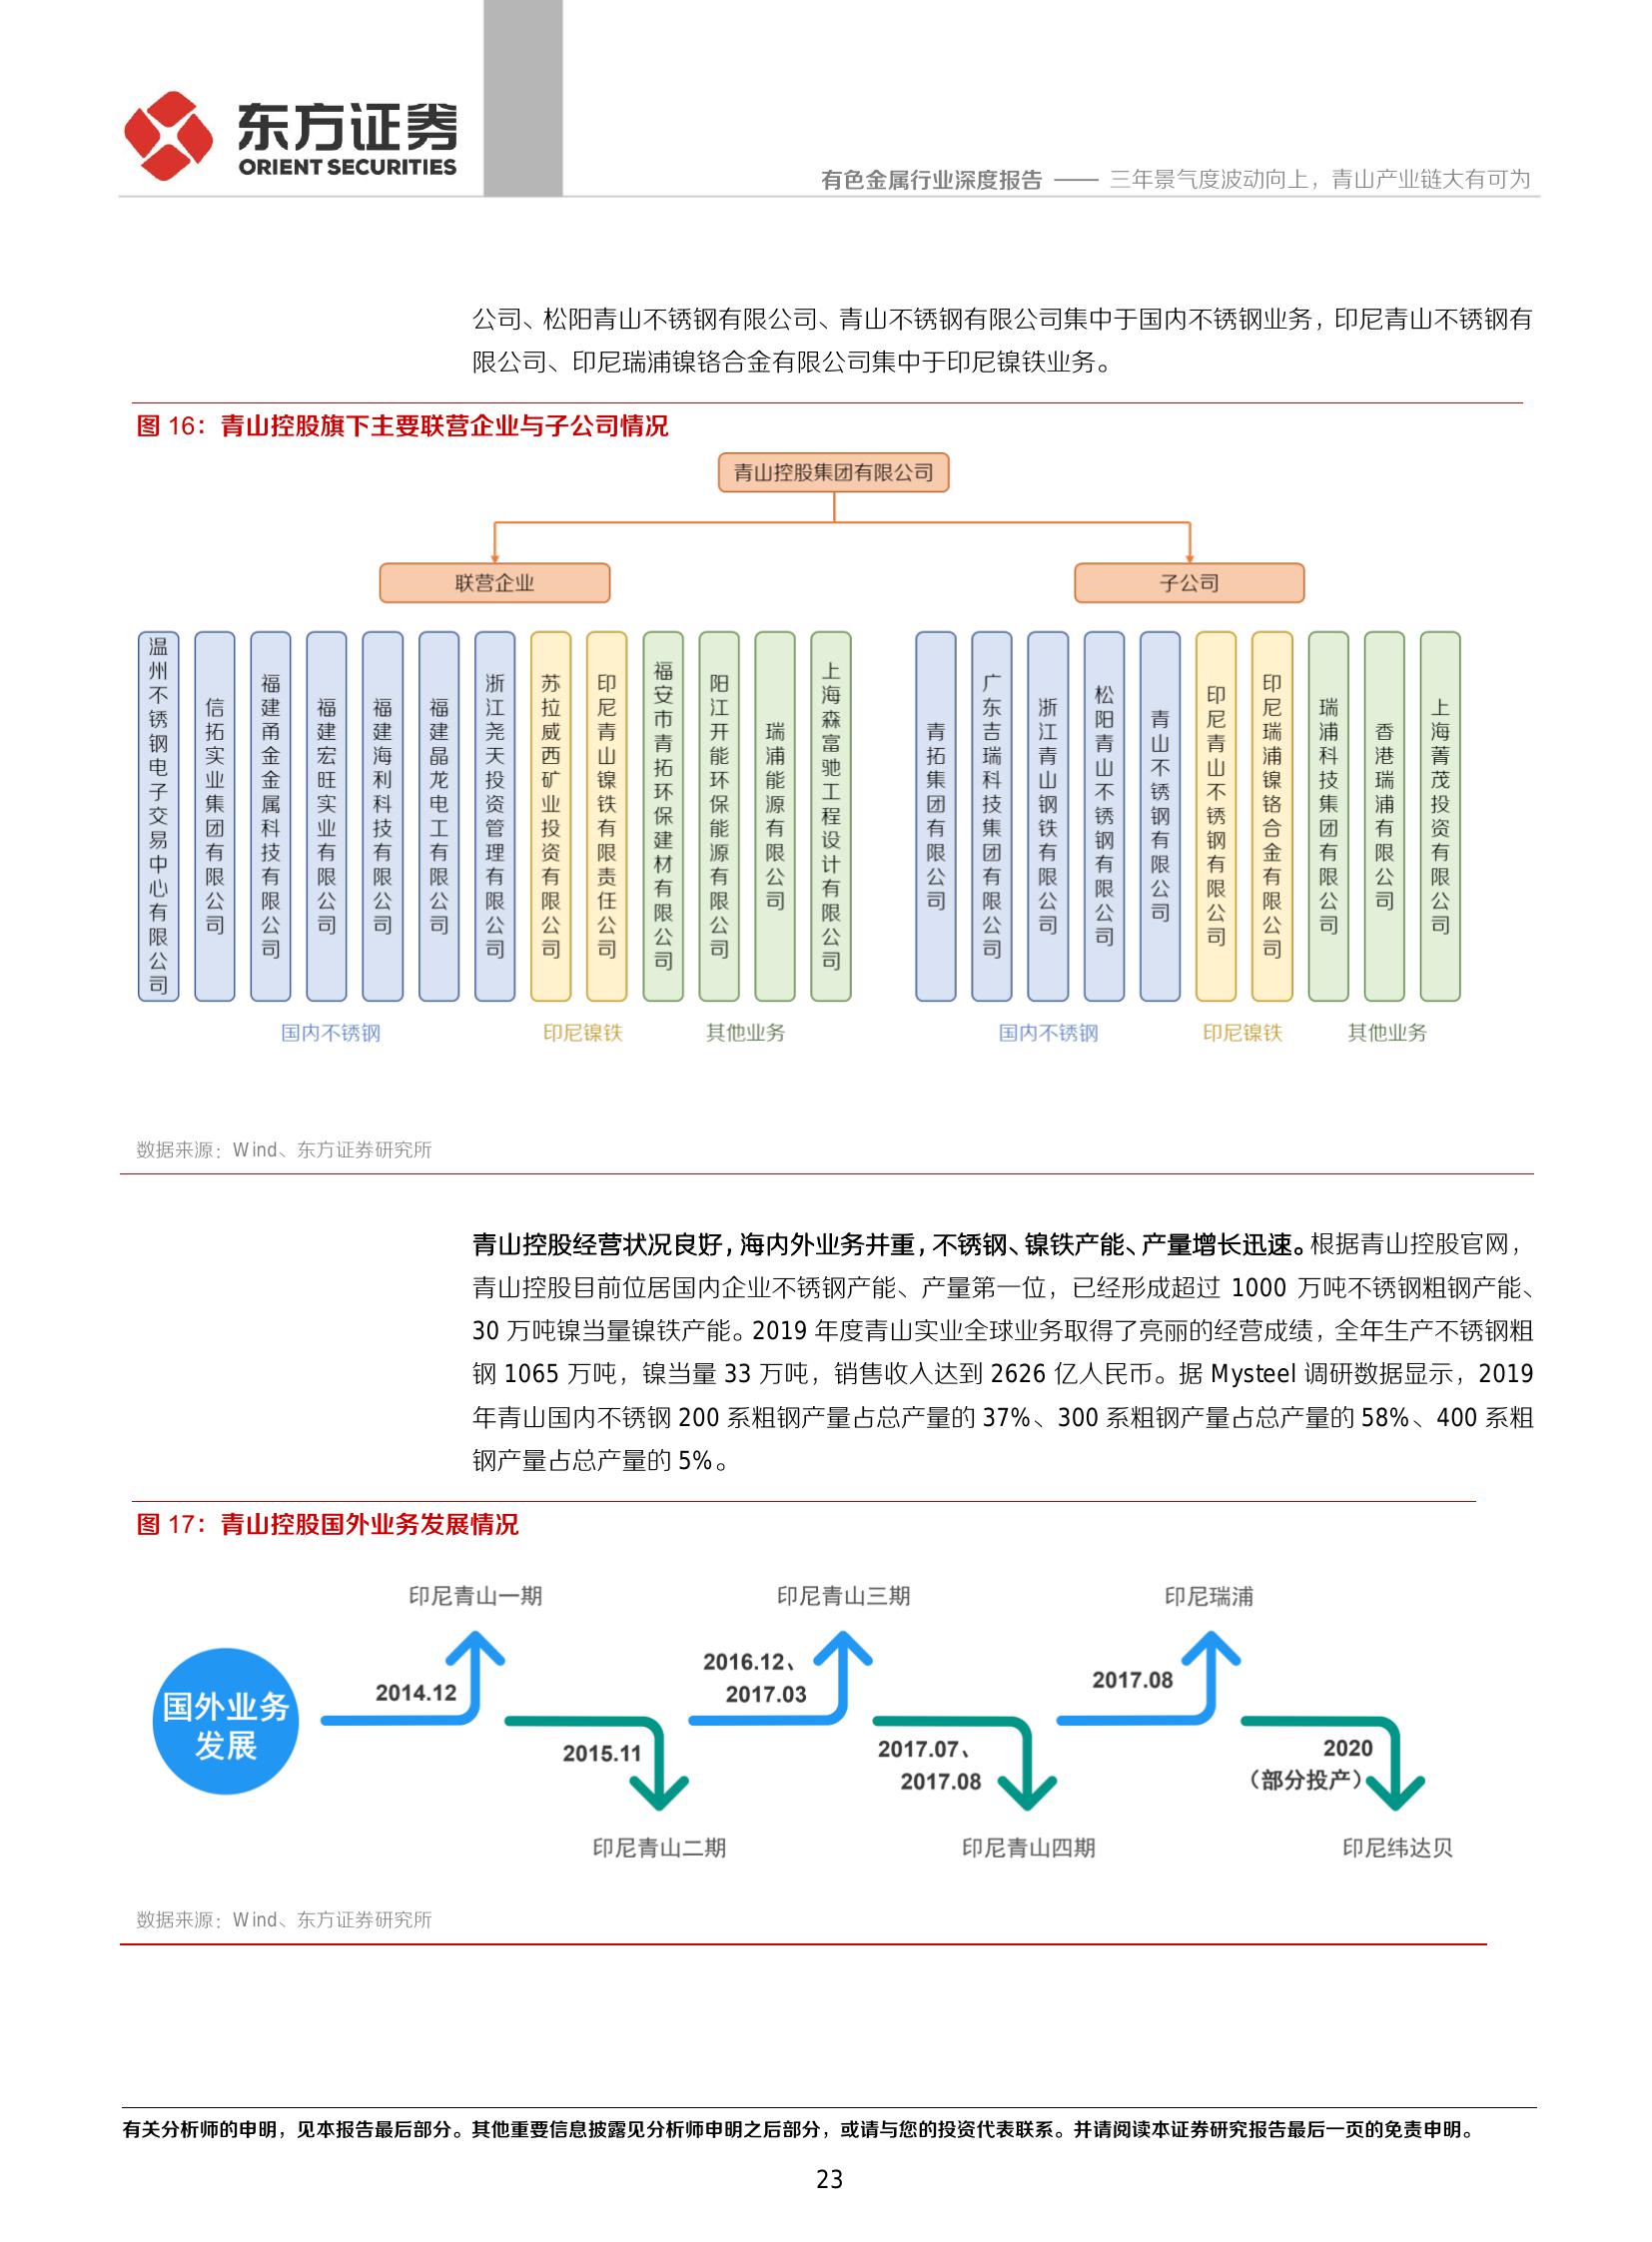 东方证券
ORIENT SECURITIES
有色金属行业深度报告 —— 三年景气度波动向上，青山产业链大有可为
公司、松阳青山不锈钢有限公司、青山不锈钢有限公司集中于国内不锈钢业务，印尼青山不锈钢有
限公司、印尼瑞浦镍铬合金有限公司集中于印尼镍铁业务。
图 16：青山控股旗下主要联营企业与子公司情况
青山控股集团有限公司
联营企业
子公司
温州不锈钢电子交易中心有限公司
信拓实业集团有限公司
福建甬金金属科技有限公司
福建宏旺实业有限公司
福建海利科技有限公司
福建晶龙电工有限公司
浙江尧天投资管理有限公司
苏拉威西矿业投资有限公司
印尼青山镍铁有限责任公司
福安市青拓环保建材有限公司
阳江开能环保能源有限公司
瑞浦能源有限公司
上海森富驰工程设计有限公司
青拓集团有限公司
广东吉瑞科技集团有限公司
浙江青山钢铁有限公司
松阳青山不锈钢有限公司
青山不锈钢有限公司
印尼青山不锈钢有限公司
印尼瑞浦镍铬合金有限公司
瑞浦科技集团有限公司
香港瑞浦有限公司
上海菁茂投资有限公司
国内不锈钢
印尼镍铁
其他业务
国内不锈钢
印尼镍铁
其他业务
数据来源：Wind、东方证券研究所
青山控股经营状况良好，海内外业务并重，不锈钢、镍铁产能、产量增长迅速。根据青山控股官网，
青山控股目前位居国内企业不锈钢产能、产量第一位，已经形成超过 1000 万吨不锈钢粗钢产能、
30 万吨镍当量镍铁产能。2019 年度青山实业全球业务取得了亮丽的经营成绩，全年生产不锈钢粗
钢 1065 万吨，镍当量 33 万吨，销售收入达到 2626 亿人民币。据 Mysteel 调研数据显示，2019
年青山国内不锈钢 200 系粗钢产量占总产量的 37%、300 系粗钢产量占总产量的 58%、400 系粗
钢产量占总产量的 5%。
图 17：青山控股国外业务发展情况
印尼青山一期
印尼青山三期
印尼瑞浦
国外业务
发展
2014.12
2016.12、
2017.03
2017.08
2015.11
2017.07、
2017.08
2020
（部分投产）
印尼青山二期
印尼青山四期
印尼纬达贝
数据来源：Wind、东方证券研究所
有关分析师的申明，见本报告最后部分。其他重要信息披露见分析师申明之后部分，或请与您的投资代表联系。并请阅读本证券研究报告最后一页的免责申明。
23